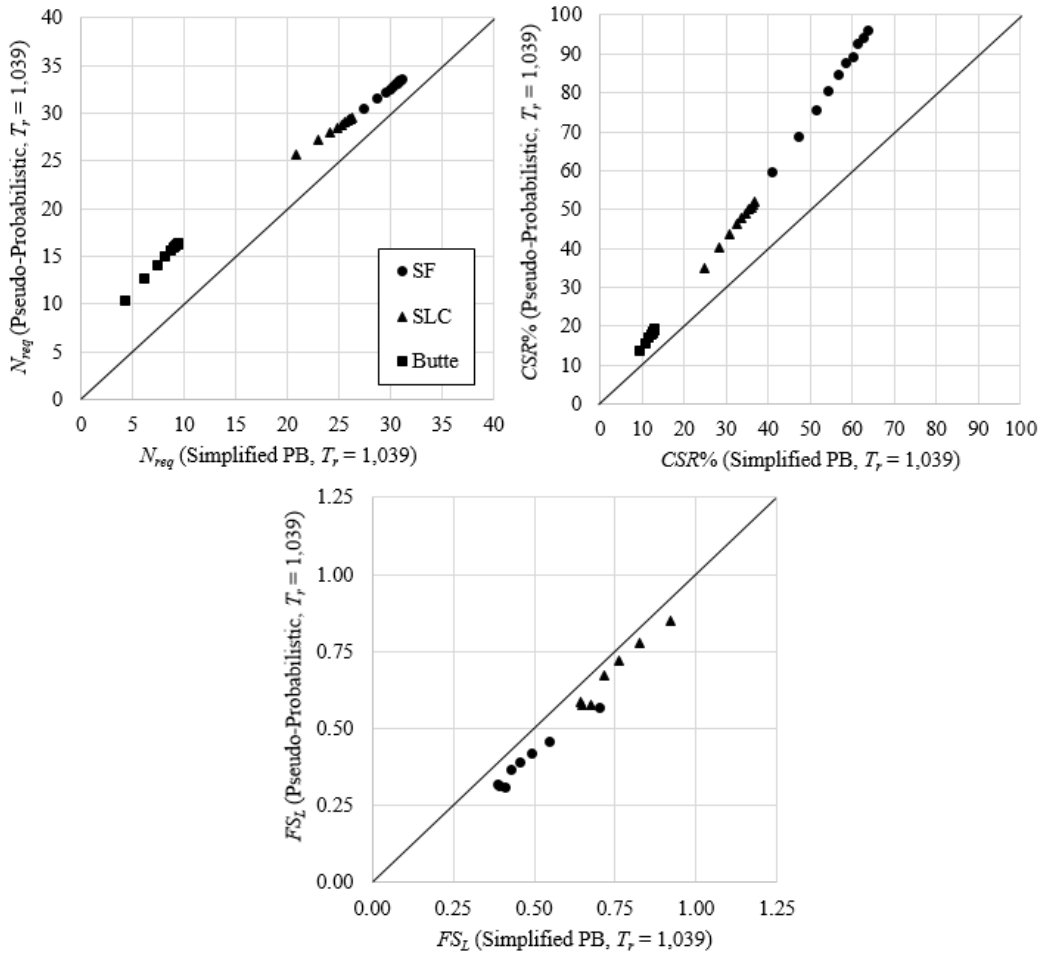 N_req (Pseudo-Probabilistic, T_r = 1,039)
40
35
30
25
20
15
10
5
0
SF
SLC
Butte
0 5 10 15 20 25 30 35 40
N_req (Simplified PB, T_r = 1,039)
CSR% (Pseudo-Probabilistic, T_r = 1,039)
100
90
80
70
60
50
40
30
20
10
0
0 10 20 30 40 50 60 70 80 90 100
CSR% (Simplified PB, T_r = 1,039)
FS_L (Pseudo-Probabilistic, T_r = 1,039)
1.25
1.00
0.75
0.50
0.25
0.00
0.00 0.25 0.50 0.75 1.00 1.25
FS_L (Simplified PB, T_r = 1,039)